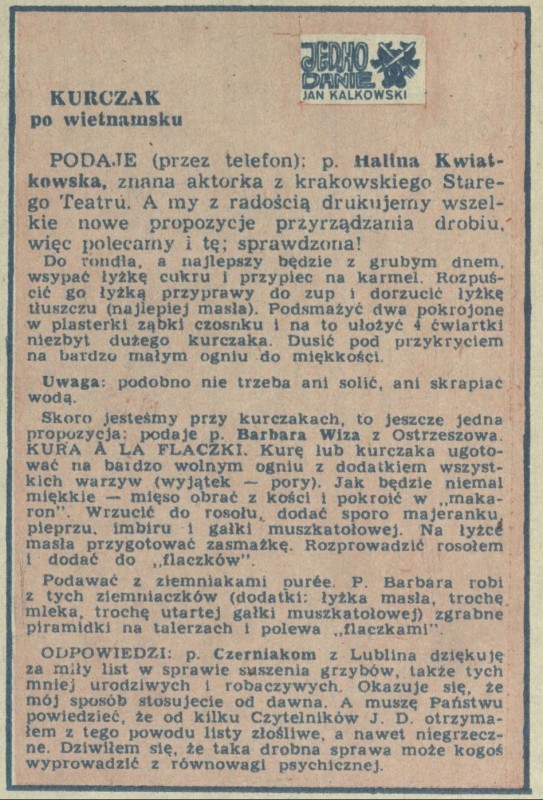 JEDNO
DANIE
JAN KALKOWSKI
KURCZAK
po wietnamsku
PODAJE (przez telefon): p. Halina Kwiat-
kowska, znana aktorka z krakowskiego Stare-
go Teatru. A my z radością drukujemy wszel-
kie nowe propozycje przyrządzania drobiu,
więc polecamy i tę; sprawdzona!
Do rondla, a najlepszy będzie z grubym dnem,
wsypać łyżkę cukru i przypiec na karmel. Rozpuś-
cić go łyżką przyprawy do zup i dorzucić łyżkę
tłuszczu (najlepiej masła). Podsmażyć dwa pokrojone
w plasterki ząbki czosnku i na to ułożyć 4 ćwiartki
niezbyt dużego kurczaka. Dusić pod przykryciem
na bardzo małym ogniu do miękkości.
Uwaga: podobno nie trzeba ani solić, ani skrapiać
wodą.
Skoro jesteśmy przy kurczakach, to jeszcze jedna
propozycja: podaje p. Barbara Wiza z Ostrzeszowa.
KURA À LA FLACZKI. Kurę lub kurczaka ugoto-
wać na bardzo wolnym ogniu z dodatkiem wszyst-
kich warzyw (wyjątek — pory). Jak będzie niemal
miękkie — mięso obrać z kości i pokroić w „maka-
ron". Wrzucić do rosołu, dodać sporo majeranku,
pieprzu, imbiru i gałki muszkatołowej. Na łyżce
masła przygotować zasmażkę. Rozprowadzić rosołem
i dodać do „flaczków".
Podawać z ziemniakami purée. P. Barbara robi
z tych ziemniaczków (dodatki: łyżka masła, trochę
mleka, trochę utartej gałki muszkatołowej) zgrabne
piramidki na talerzach i polewa „flaczkami".
ODPOWIEDZI: p. Czerniakom z Lublina dziękuję
za miły list w sprawie suszenia grzybów, także tych
mniej urodziwych i robaczywych. Okazuje się, że
mój sposób stosujecie od dawna. A muszę Państwu
powiedzieć, że od kilku Czytelników J. D. otrzyma-
łem z tego powodu listy złośliwe, a nawet niegrzecz-
ne. Dziwiłem się, że taka drobna sprawa może kogoś
wyprowadzić z równowagi psychicznej.